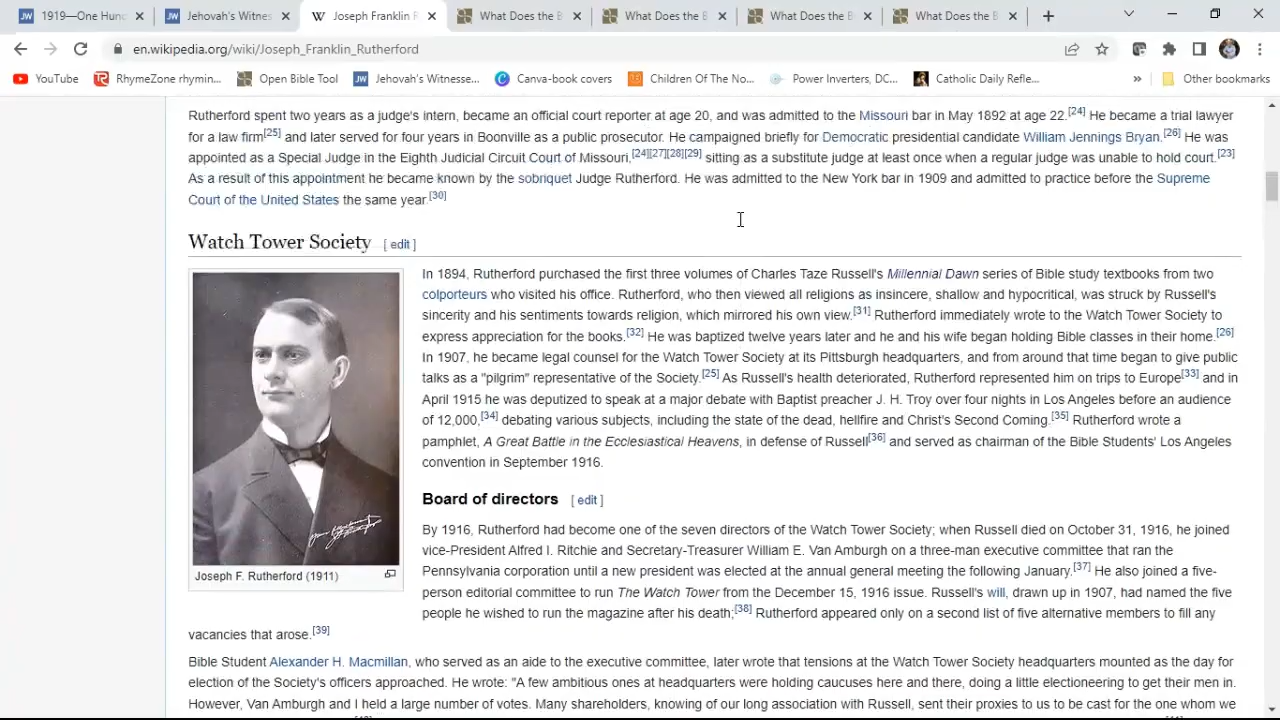 1919—One Hun
Jehovah's Witnes
Joseph Franklin R
What Does the B
What Does the B
What Does the B
What Does the B
en.wikipedia.org/wiki/Joseph_Franklin_Rutherford
YouTube
RhymeZone rhymin...
Open Bible Tool
Jehovah's Witnesse...
Canva-book covers
Children Of The No...
Power Inverters, DC...
Catholic Daily Refle...
Other bookmarks
Rutherford spent two years as a judge's intern, became an official court reporter at age 20, and was admitted to the Missouri bar in May 1892 at age 22.[24] He became a trial lawyer
for a law firm[25] and later served for four years in Boonville as a public prosecutor. He campaigned briefly for Democratic presidential candidate William Jennings Bryan.[26] He was
appointed as a Special Judge in the Eighth Judicial Circuit Court of Missouri,[24][27][28][29] sitting as a substitute judge at least once when a regular judge was unable to hold court.[23]
As a result of this appointment he became known by the sobriquet Judge Rutherford. He was admitted to the New York bar in 1909 and admitted to practice before the Supreme
Court of the United States the same year.[30]
Watch Tower Society [ edit ]
In 1894, Rutherford purchased the first three volumes of Charles Taze Russell's Millennial Dawn series of Bible study textbooks from two
colporteurs who visited his office. Rutherford, who then viewed all religions as insincere, shallow and hypocritical, was struck by Russell's
sincerity and his sentiments towards religion, which mirrored his own view.[31] Rutherford immediately wrote to the Watch Tower Society to
express appreciation for the books.[32] He was baptized twelve years later and he and his wife began holding Bible classes in their home.[26]
In 1907, he became legal counsel for the Watch Tower Society at its Pittsburgh headquarters, and from around that time began to give public
talks as a "pilgrim" representative of the Society.[25] As Russell's health deteriorated, Rutherford represented him on trips to Europe[33] and in
April 1915 he was deputized to speak at a major debate with Baptist preacher J. H. Troy over four nights in Los Angeles before an audience
of 12,000,[34] debating various subjects, including the state of the dead, hellfire and Christ's Second Coming.[35] Rutherford wrote a
pamphlet, A Great Battle in the Ecclesiastical Heavens, in defense of Russell[36] and served as chairman of the Bible Students' Los Angeles
convention in September 1916.
Joseph F. Rutherford (1911)
Board of directors [ edit ]
By 1916, Rutherford had become one of the seven directors of the Watch Tower Society; when Russell died on October 31, 1916, he joined
vice-President Alfred I. Ritchie and Secretary-Treasurer William E. Van Amburgh on a three-man executive committee that ran the
Pennsylvania corporation until a new president was elected at the annual general meeting the following January.[37] He also joined a five-
person editorial committee to run The Watch Tower from the December 15, 1916 issue. Russell's will, drawn up in 1907, had named the five
people he wished to run the magazine after his death;[38] Rutherford appeared only on a second list of five alternative members to fill any
vacancies that arose.[39]
Bible Student Alexander H. Macmillan, who served as an aide to the executive committee, later wrote that tensions at the Watch Tower Society headquarters mounted as the day for
election of the Society's officers approached. He wrote: "A few ambitious ones at headquarters were holding caucuses here and there, doing a little electioneering to get their men in.
However, Van Amburgh and I held a large number of votes. Many shareholders, knowing of our long association with Russell, sent their proxies to us to be cast for the one whom we